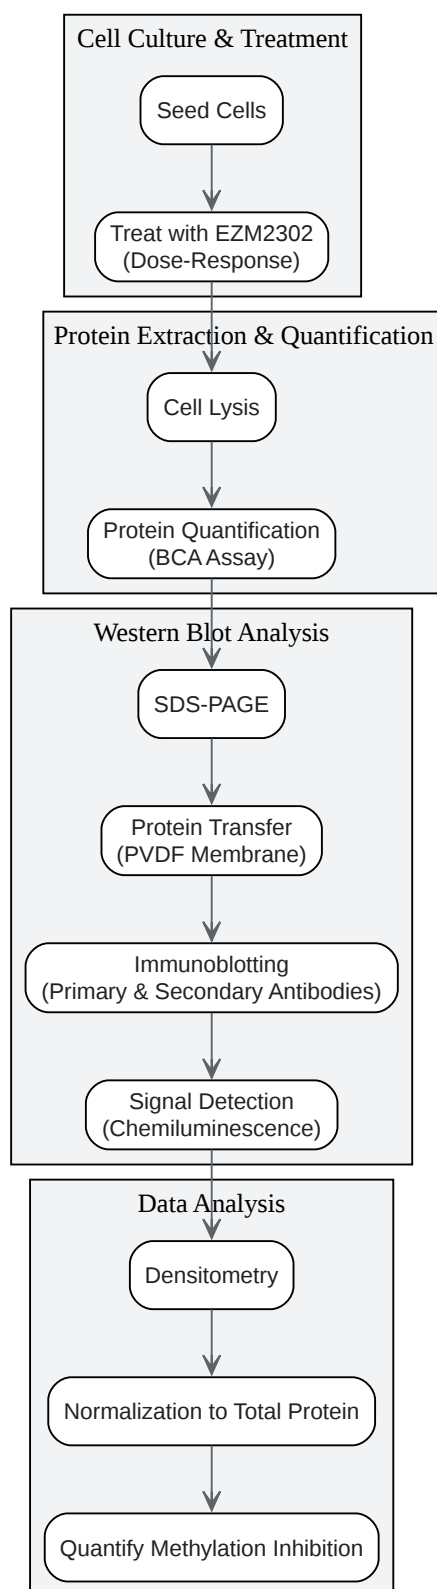 Cell Culture & Treatment
Seed Cells
Treat with EZM2302
(Dose-Response)
Protein Extraction & Quantification
Cell Lysis
Protein Quantification
(BCA Assay)
Western Blot Analysis
SDS-PAGE
Protein Transfer
(PVDF Membrane)
Immunoblotting
(Primary & Secondary Antibodies)
Signal Detection
(Chemiluminescence)
Data Analysis
Densitometry
Normalization to Total Protein
Quantify Methylation Inhibition